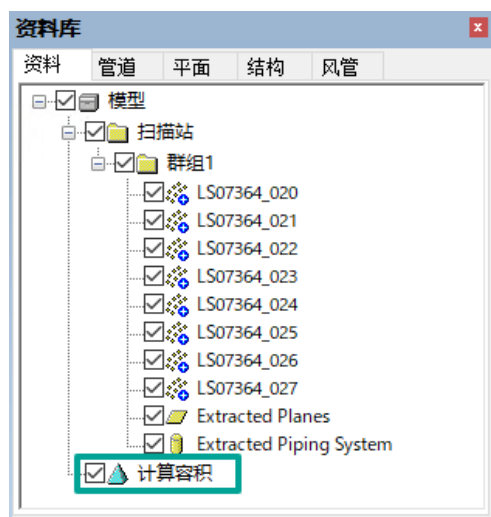 资料库
资料 管道 平面 结构 风管
模型
扫描站
群组1
LS07364_020
LS07364_021
LS07364_022
LS07364_023
LS07364_024
LS07364_025
LS07364_026
LS07364_027
Extracted Planes
Extracted Piping System
计算容积